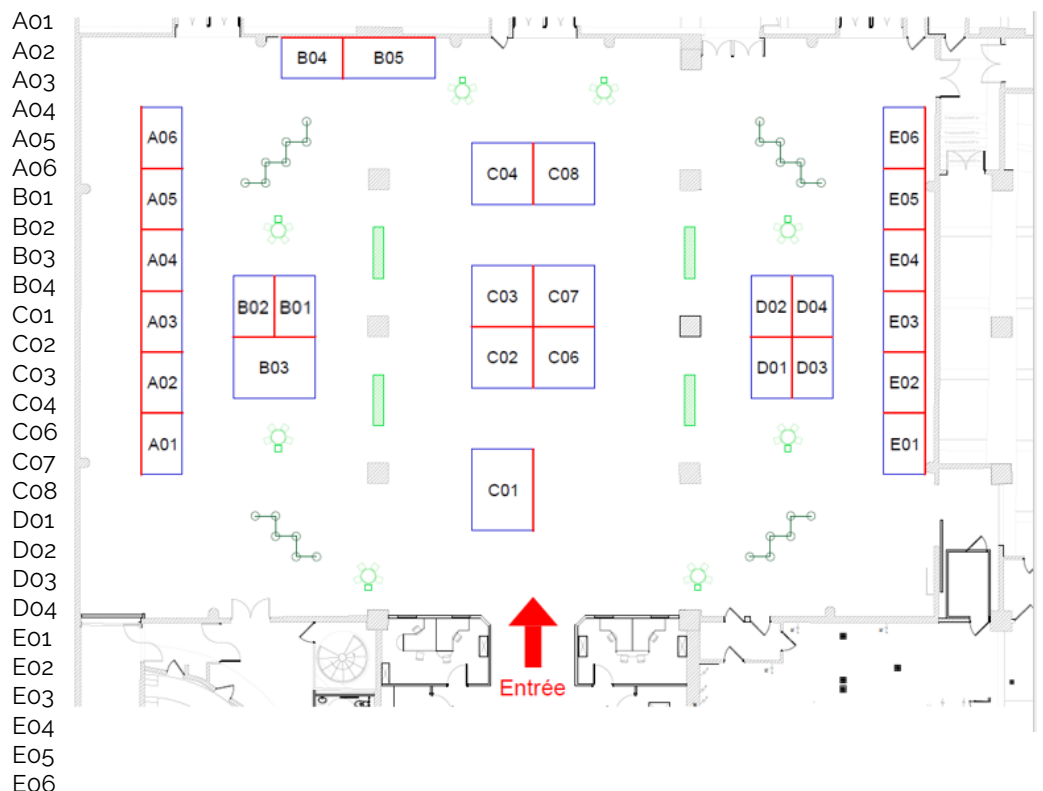 A01
A02
A03
A04
A05
A06
B01
B02
B03
B04
C01
C02
C03
C04
C06
C07
C08
D01
D02
D03
D04
E01
E02
E03
E04
E05
E06
B04 B05
A06 E06
C04 C08
A05 E05
A04 E04
B02 B01 C03 C07 D02 D04
A03 E03
C02 C06
B03 D01 D03
A02 E02
A01 E01
C01
Entrée